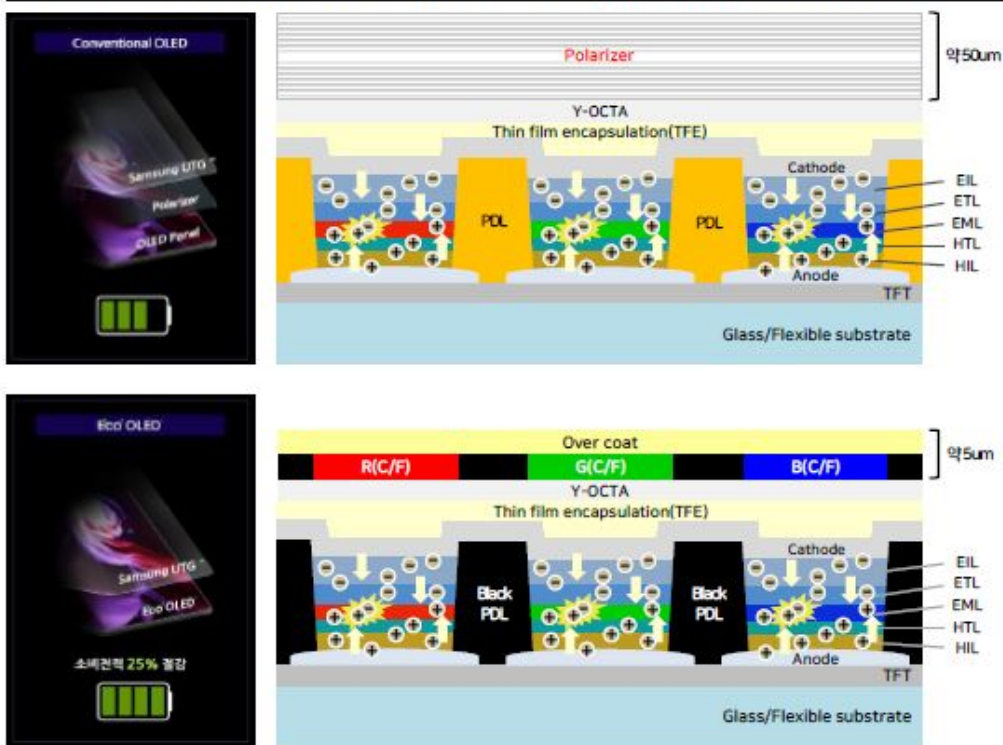 Conventional OLED
Samsung UTG
Polarizer
OLED Panel
Polarizer
약50um
Y-OCTA
Thin film encapsulation(TFE)
Cathode
PDL
PDL
EIL
ETL
EML
HTL
HIL
Anode
TFT
Glass/Flexible substrate
Eco² OLED
Samsung UTG
Eco² OLED
소비전력 25% 절감
Over coat
R(C/F)
G(C/F)
B(C/F)
약5um
Y-OCTA
Thin film encapsulation(TFE)
Cathode
Black
PDL
Black
PDL
EIL
ETL
EML
HTL
HIL
Anode
TFT
Glass/Flexible substrate